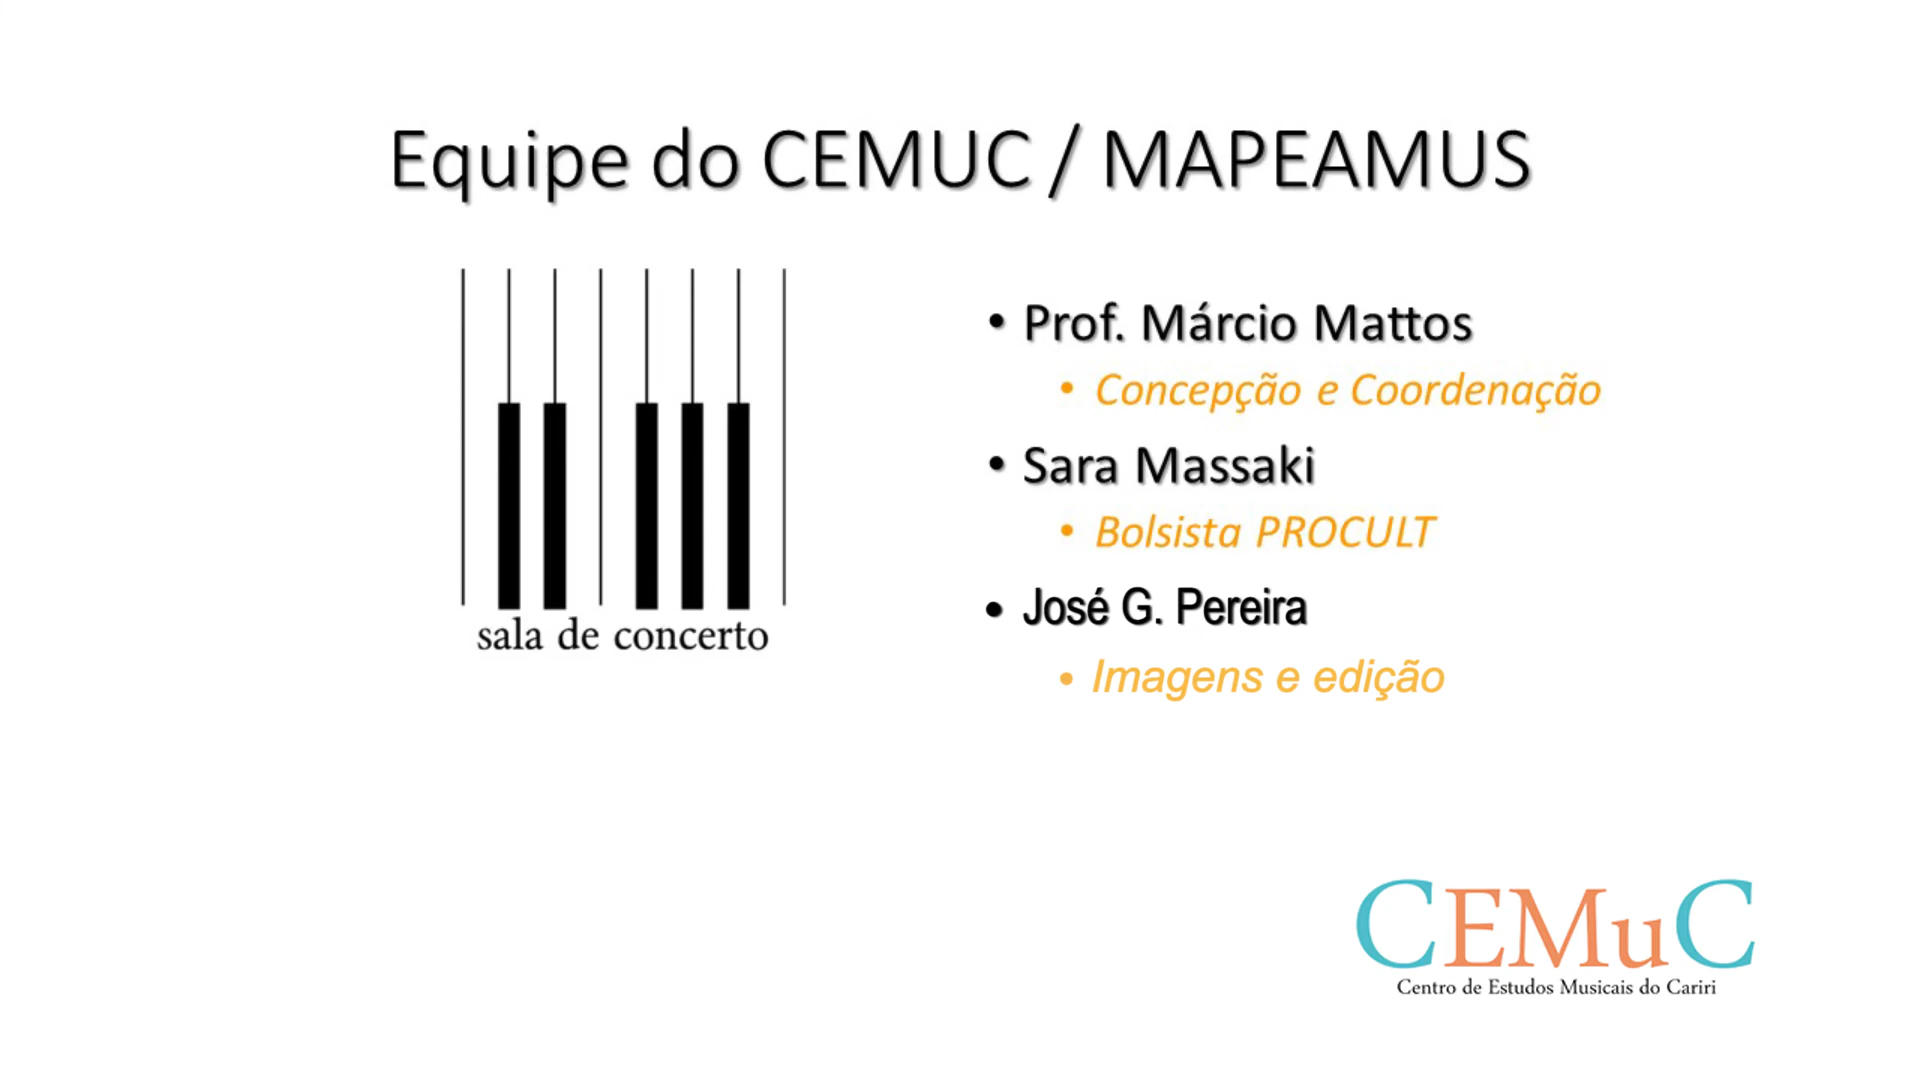 Equipe do CEMUC / MAPEAMUS
sala de concerto
• Prof. Márcio Mattos
• Concepção e Coordenação
• Sara Massaki
• Bolsista PROCULT
• José G. Pereira
• Imagens e edição
CEMuC
Centro de Estudos Musicais do Cariri